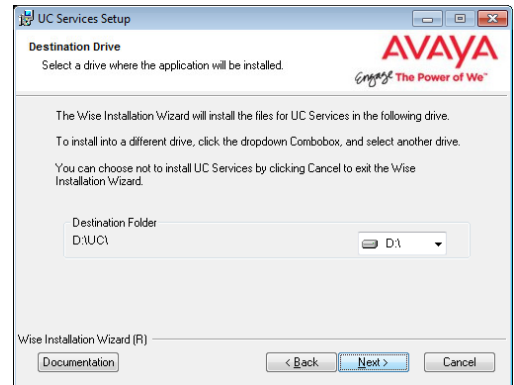 UC Services Setup
Destination Drive
Select a drive where the application will be installed.
AVAYA
Engage The Power of We™
The Wise Installation Wizard will install the files for UC Services in the following drive.
To install into a different drive, click the dropdown Combobox, and select another drive.
You can choose not to install UC Services by clicking Cancel to exit the Wise
Installation Wizard.
Destination Folder
D:\UC\
D:\
Wise Installation Wizard (R)
Documentation
< Back
Next >
Cancel